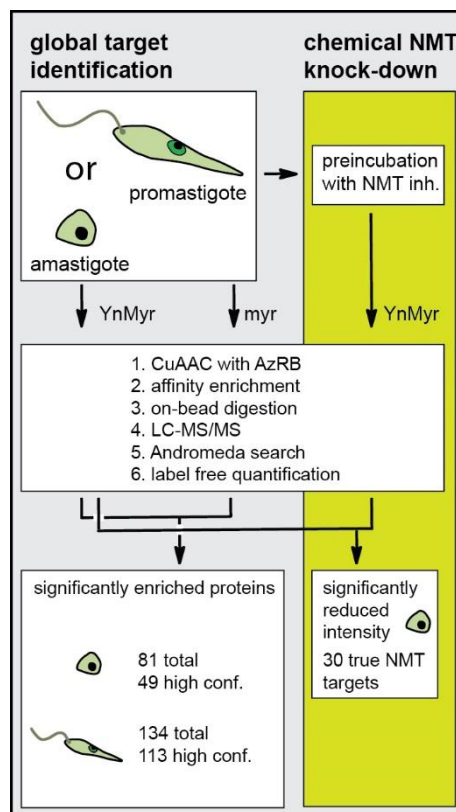 global target
identification
chemical NMT
knock-down
or
promastigote
amastigote
preincubation
with NMT inh.
YnMyr
myr
YnMyr
1. CuAAC with AzRB
2. affinity enrichment
3. on-bead digestion
4. LC-MS/MS
5. Andromeda search
6. label free quantification
significantly enriched proteins
81 total
49 high conf.
134 total
113 high conf.
significantly
reduced
intensity
30 true NMT
targets